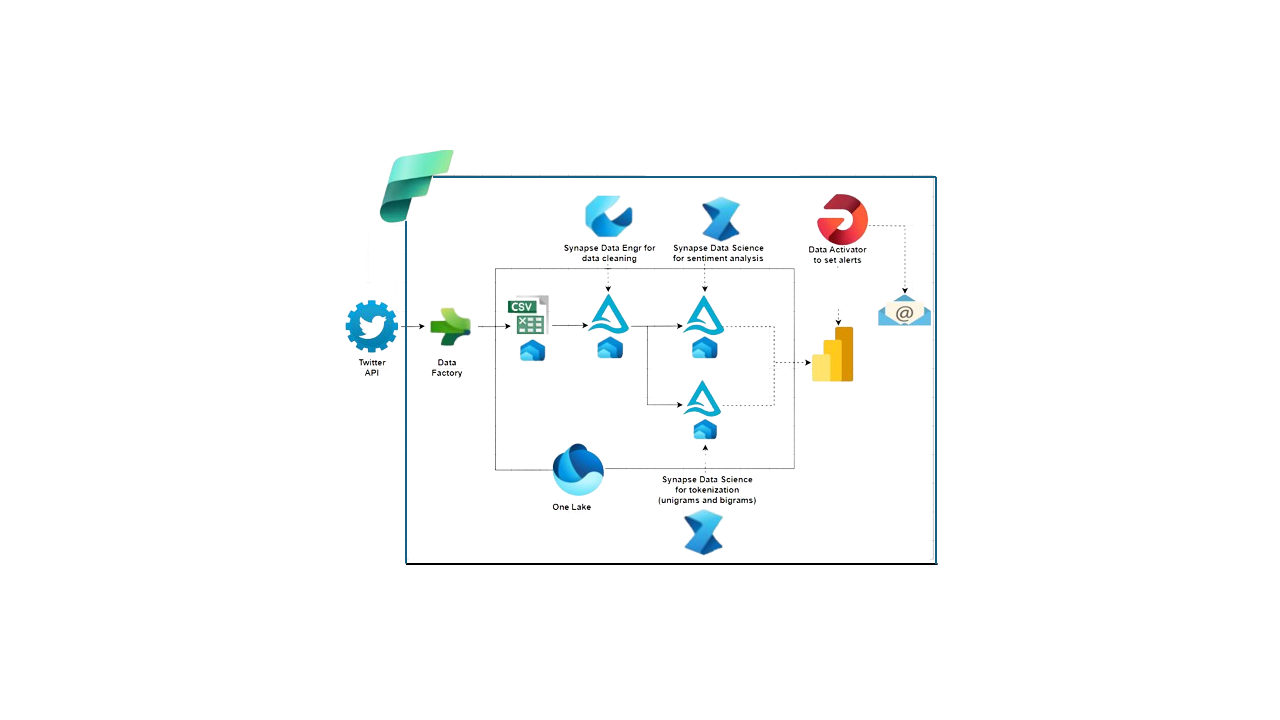 Synapse Data Engr for
data cleaning
Synapse Data Science
for sentiment analysis
Data Activator
to set alerts
CSV
@
Twitter
API
Data
Factory
One Lake
Synapse Data Science
for tokenization
(unigrams and bigrams)